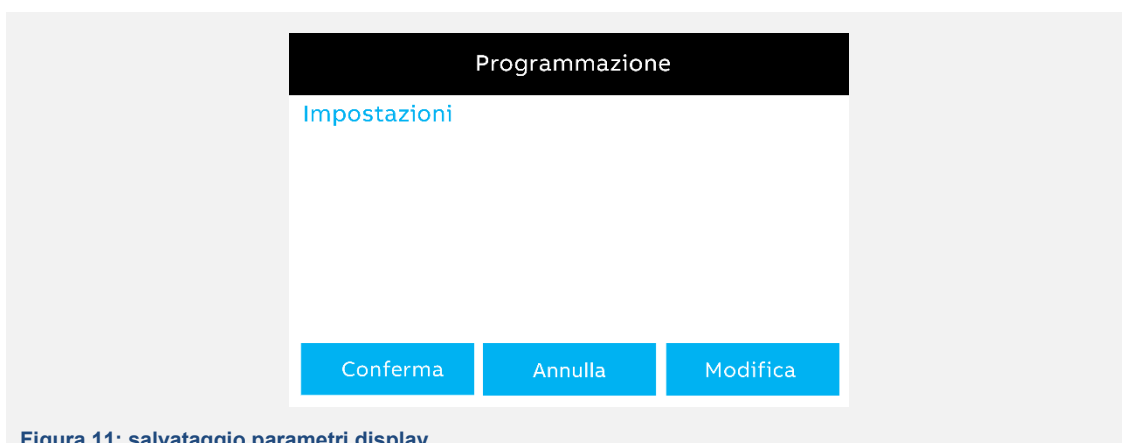 Programmazione
Impostazioni
Conferma Annulla Modifica
Figura 11: salvataggio parametri display